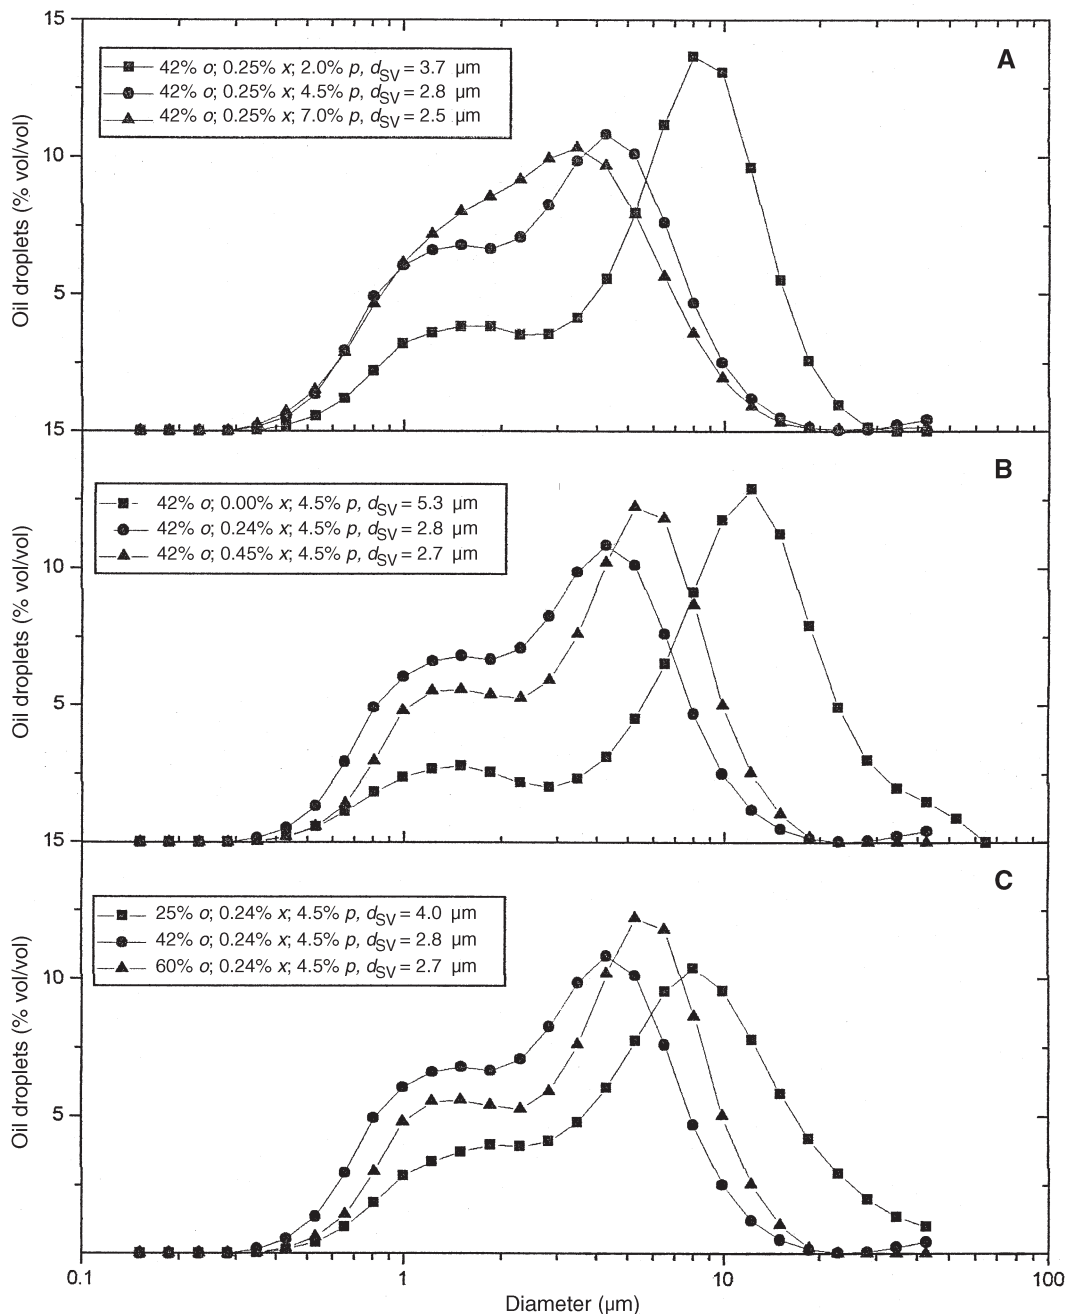 15
A
42% o; 0.25% x; 2.0% p, dSV = 3.7 µm
42% o; 0.25% x; 4.5% p, dSV = 2.8 µm
42% o; 0.25% x; 7.0% p, dSV = 2.5 µm
10
Oil droplets (% vol/vol)
5
15
B
42% o; 0.00% x; 4.5% p, dSV = 5.3 µm
42% o; 0.24% x; 4.5% p, dSV = 2.8 µm
42% o; 0.45% x; 4.5% p, dSV = 2.7 µm
10
Oil droplets (% vol/vol)
5
15
C
25% o; 0.24% x; 4.5% p, dSV = 4.0 µm
42% o; 0.24% x; 4.5% p, dSV = 2.8 µm
60% o; 0.24% x; 4.5% p, dSV = 2.7 µm
10
Oil droplets (% vol/vol)
5
0.1 1 10 100
Diameter (µm)